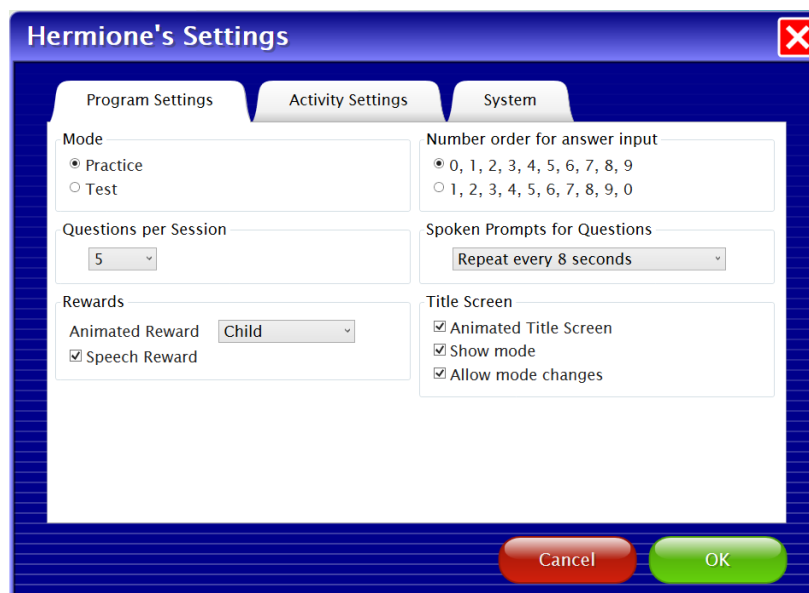 Hermione's Settings
Program Settings
Activity Settings
System
Mode
Practice
Test
Number order for answer input
0, 1, 2, 3, 4, 5, 6, 7, 8, 9
1, 2, 3, 4, 5, 6, 7, 8, 9, 0
Questions per Session
5
Spoken Prompts for Questions
Repeat every 8 seconds
Rewards
Animated Reward Child
Speech Reward
Title Screen
Animated Title Screen
Show mode
Allow mode changes
Cancel
OK